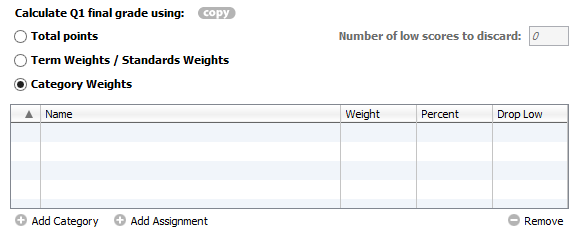 Calculate Q1 final grade using: copy
Total points Number of low scores to discard: 0
Term Weights / Standards Weights
Category Weights
Name Weight Percent Drop Low
Add Category Add Assignment Remove